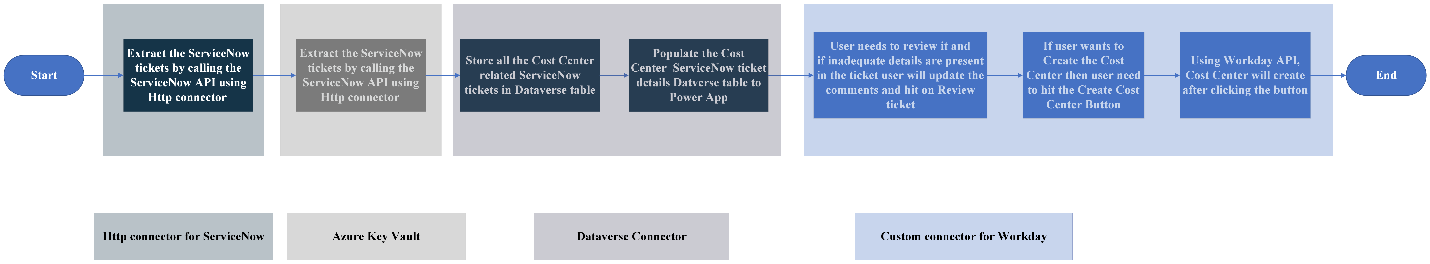 Start
Extract the ServiceNow
tickets by calling the
ServiceNow API using
Http connector
Extract the ServiceNow
tickets by calling the
ServiceNow API using
Http connector
Store all the Cost Center
related ServiceNow
tickets in Dataverse table
Populate the Cost
Center ServiceNow ticket
details Datverse table to
Power App
User needs to review it and
if inadequate details are present
in the ticket user will update the
comments and hit on Review
ticket
If user wants to
Create the Cost
Center then user need
to hit the Create Cost
Center Button
Using Workday API,
Cost Center will create
after clicking the button
End
Http connector for ServiceNow
Azure Key Vault
Dataverse Connector
Custom connector for Workday